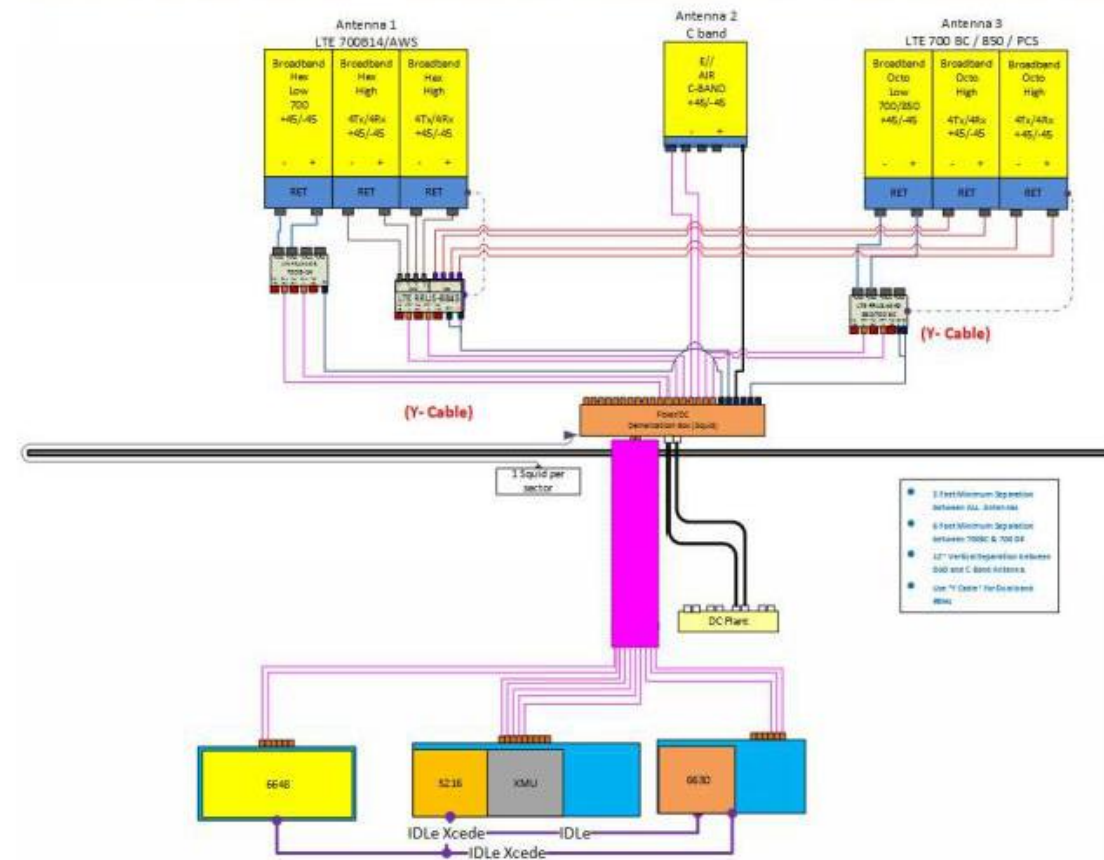 Antenna 1
LTE 700B14/AWS
Antenna 2
C band
Antenna 3
LTE 700 BC / 850 / PCS
Broadband
Hex
Low
700
+45/-45
- +
RET
Broadband
Hex
High
4Tx/4Rx
+45/-45
- +
RET
Broadband
Hex
High
4Tx/4Rx
+45/-45
- +
RET
E//
AIR
C-BAND
+45/-45
- +
Broadband
Octo
Low
700/850
+45/-45
- +
RET
Broadband
Octo
High
4Tx/4Rx
+45/-45
- +
RET
Broadband
Octo
High
4Tx/4Rx
+45/-45
- +
RET
(Y- Cable)
(Y- Cable)
Power/DC
Demarcation Box (Squid)
1 Squid per
sector
3 Foot Minimum Separation
between ALL Antennas
6 Foot Minimum Separation
between 700BC & 700 DE
12" Vertical Separation between
and C Band Antenna.
Use "Y Cable" for Dual band
DC Plant
6648
5216
XMU
6630
IDLe Xcede
IDLe
IDLe Xcede